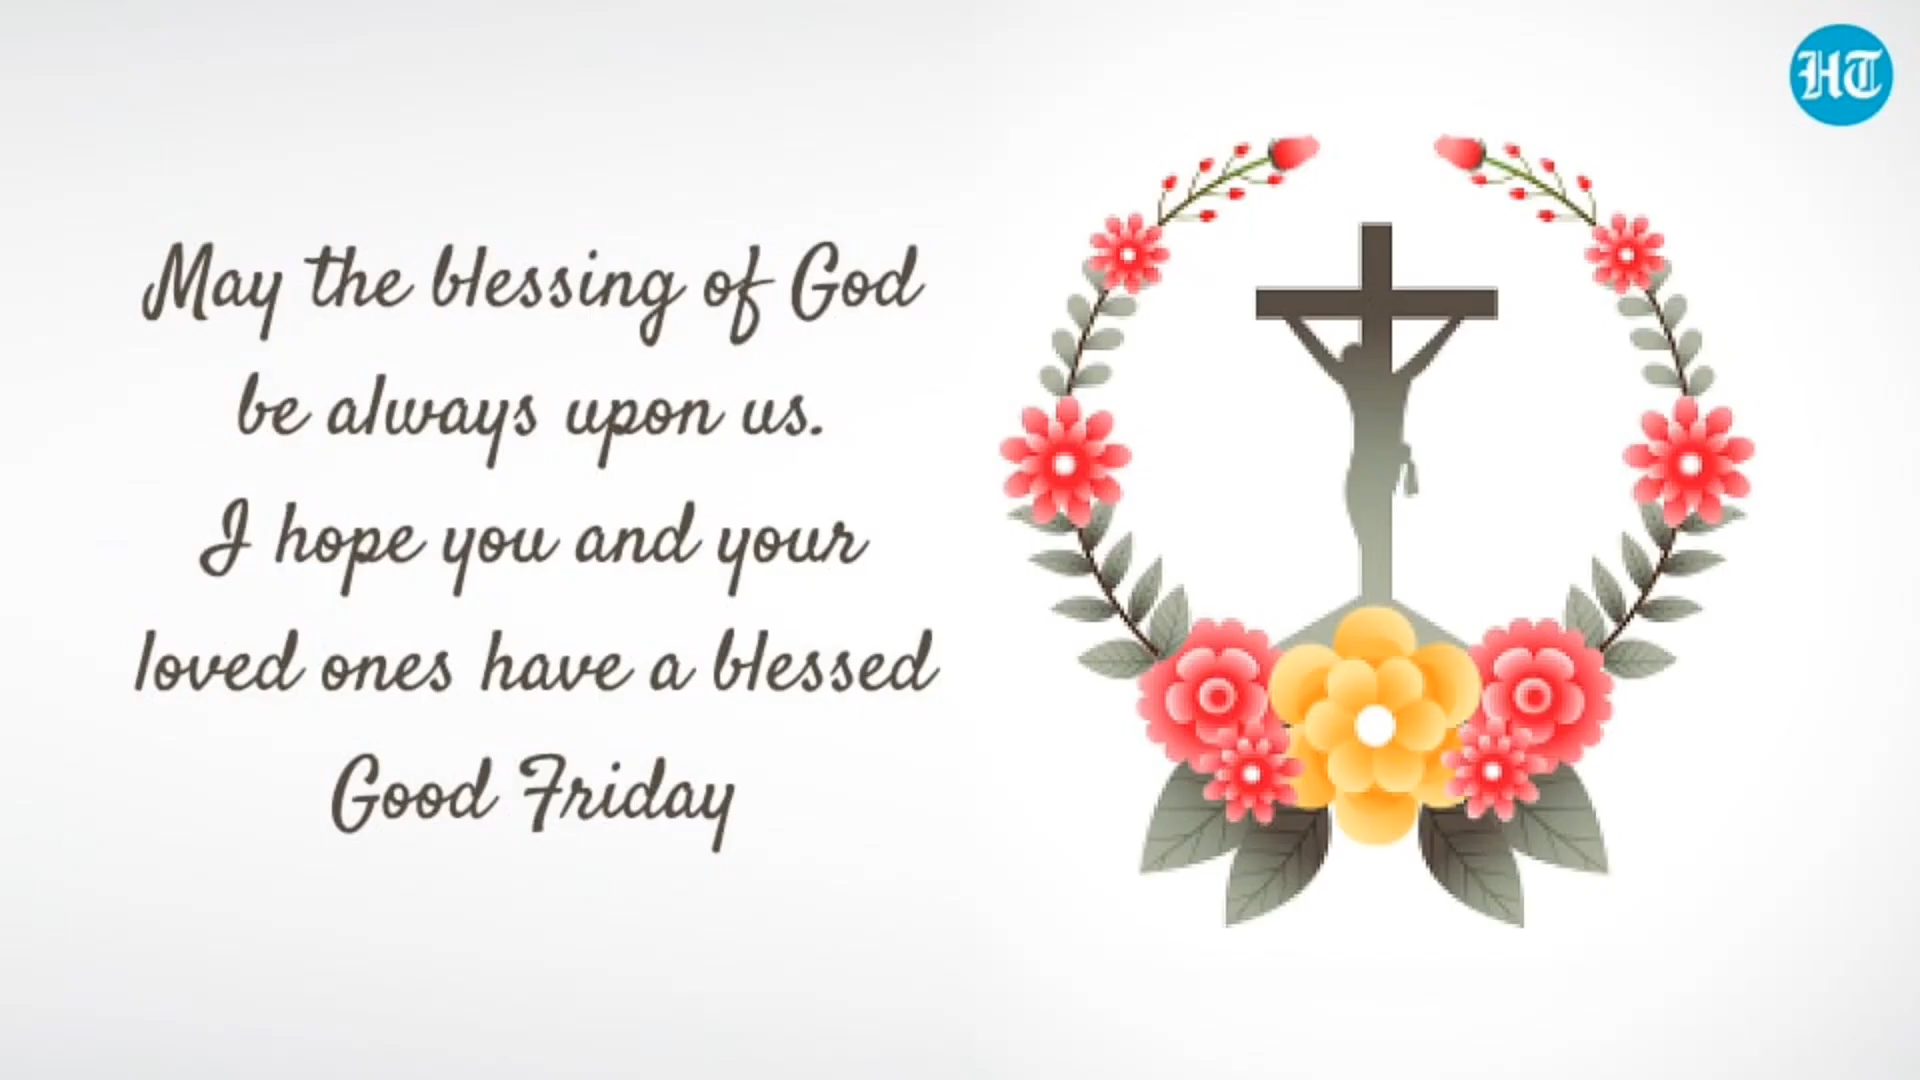 HT
May the blessing of God
be always upon us.
I hope you and your
loved ones have a blessed
Good Friday